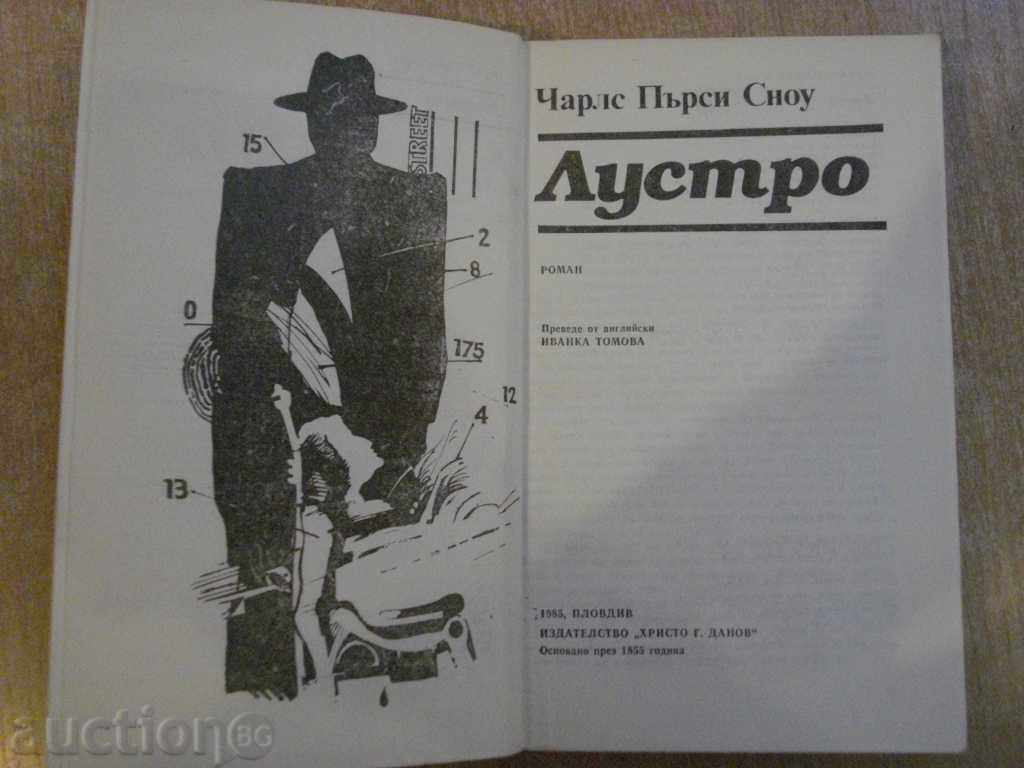 15
STREET
2
8
0
175
12
4
13
Чарлс Пърси Сноу
Лустро
РОМАН
Преведе от английски
ИВАНКА ТОМОВА
1985, ПЛОВДИВ
ИЗДАТЕЛСТВО „ХРИСТО Г. ДАНОВ"
Основано през 1855 година
auction BG